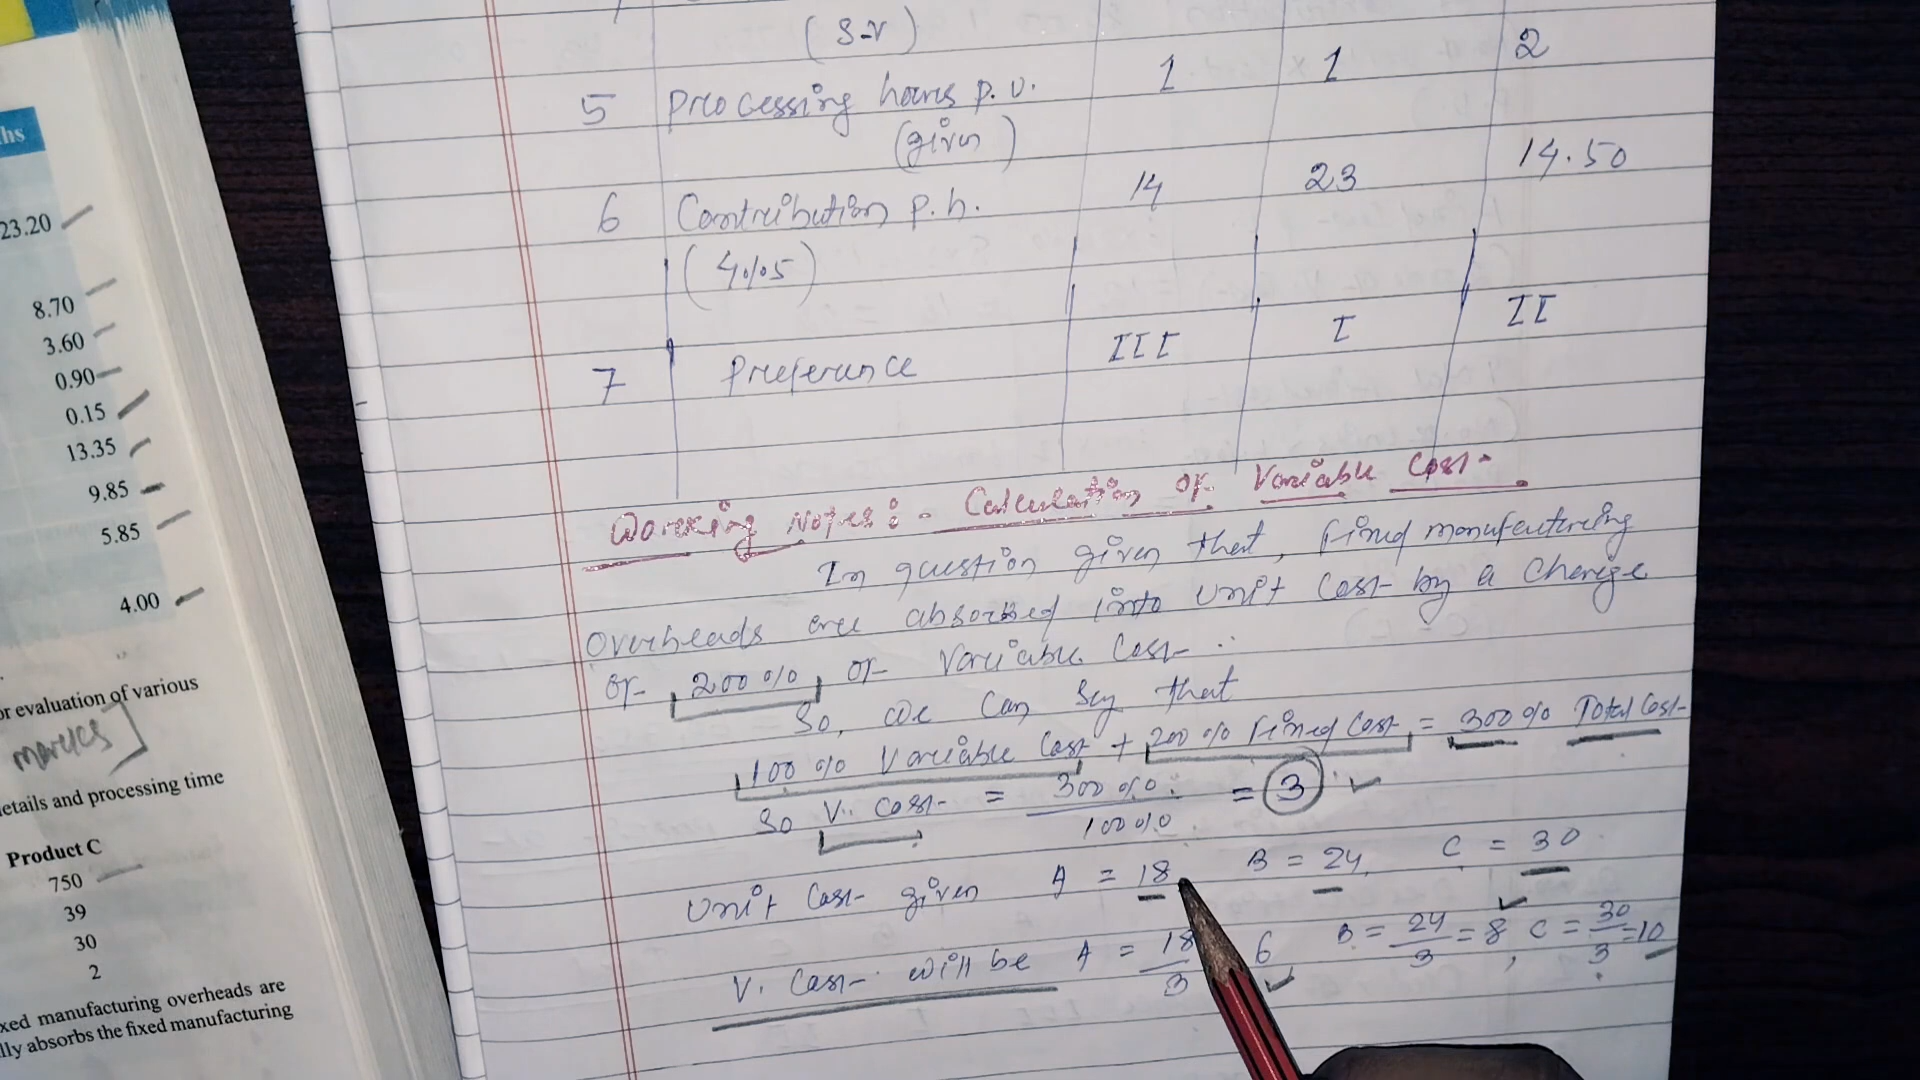 (S-V)
5 Processing hours p.u. 1 1 2
(given)
6 Contribution p.h. 14 23 14.50
(4%5)
7 Preference III I II
Working Notes:- Calculation of Variable Cost-
In question given that, Fixed manufacturing
Overheads are absorbed into unit Cost by a Charge
of 200% of Variable Cost.
So, we Can Say that
100% Variable Cost + 200% Fixed Cost = 300% Total Cost
So V. Cost = 300% / 100% = 3
Unit Cost given A = 18 B = 24, C = 30
V. Cost will be A = 18/3 6 B = 24/3 = 8, C = 30/3 = 10
ths
23.20
8.70
3.60
0.90
0.15
13.35
9.85
5.85
4.00
or evaluation of various
marks
etails and processing time
Product C
750
39
30
2
xed manufacturing overheads are
lly absorbs the fixed manufacturing